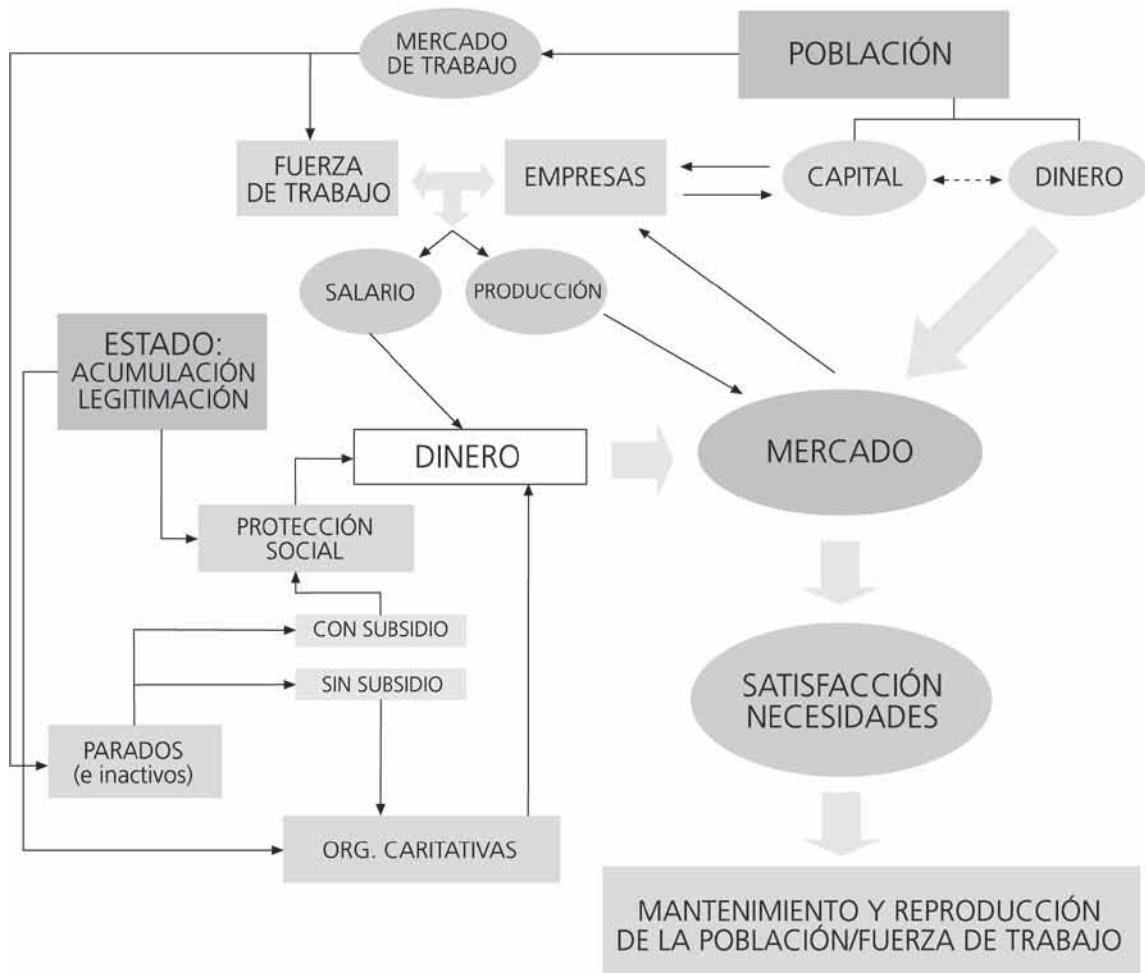 MERCADO
DE TRABAJO
POBLACIÓN
FUERZA
DE TRABAJO
EMPRESAS
CAPITAL
DINERO
SALARIO
PRODUCCIÓN
ESTADO:
ACUMULACIÓN
LEGITIMACIÓN
DINERO
MERCADO
PROTECCIÓN
SOCIAL
CON SUBSIDIO
SIN SUBSIDIO
SATISFACCIÓN
NECESIDADES
PARADOS
(e inactivos)
ORG. CARITATIVAS
MANTENIMIENTO Y REPRODUCCIÓN
DE LA POBLACIÓN/FUERZA DE TRABAJO